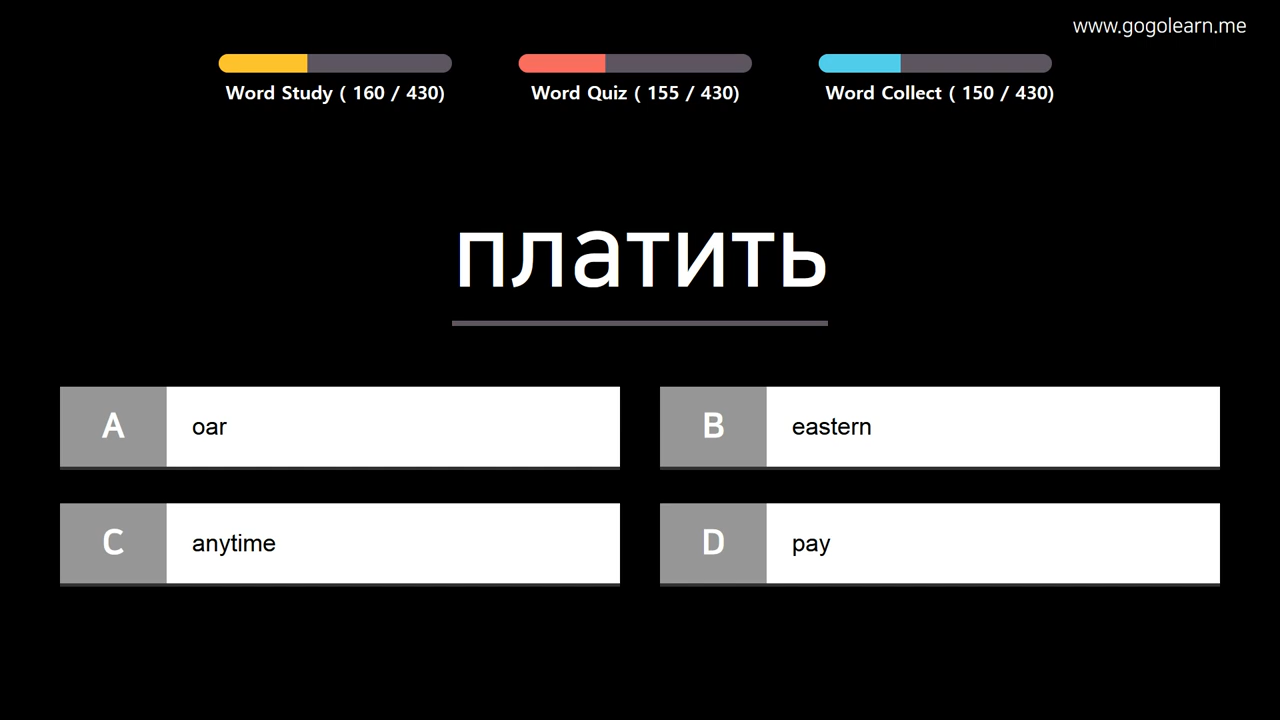 www.gogolearn.me
Word Study ( 160 / 430)
Word Quiz ( 155 / 430)
Word Collect ( 150 / 430)
платить
A oar
B eastern
C anytime
D pay